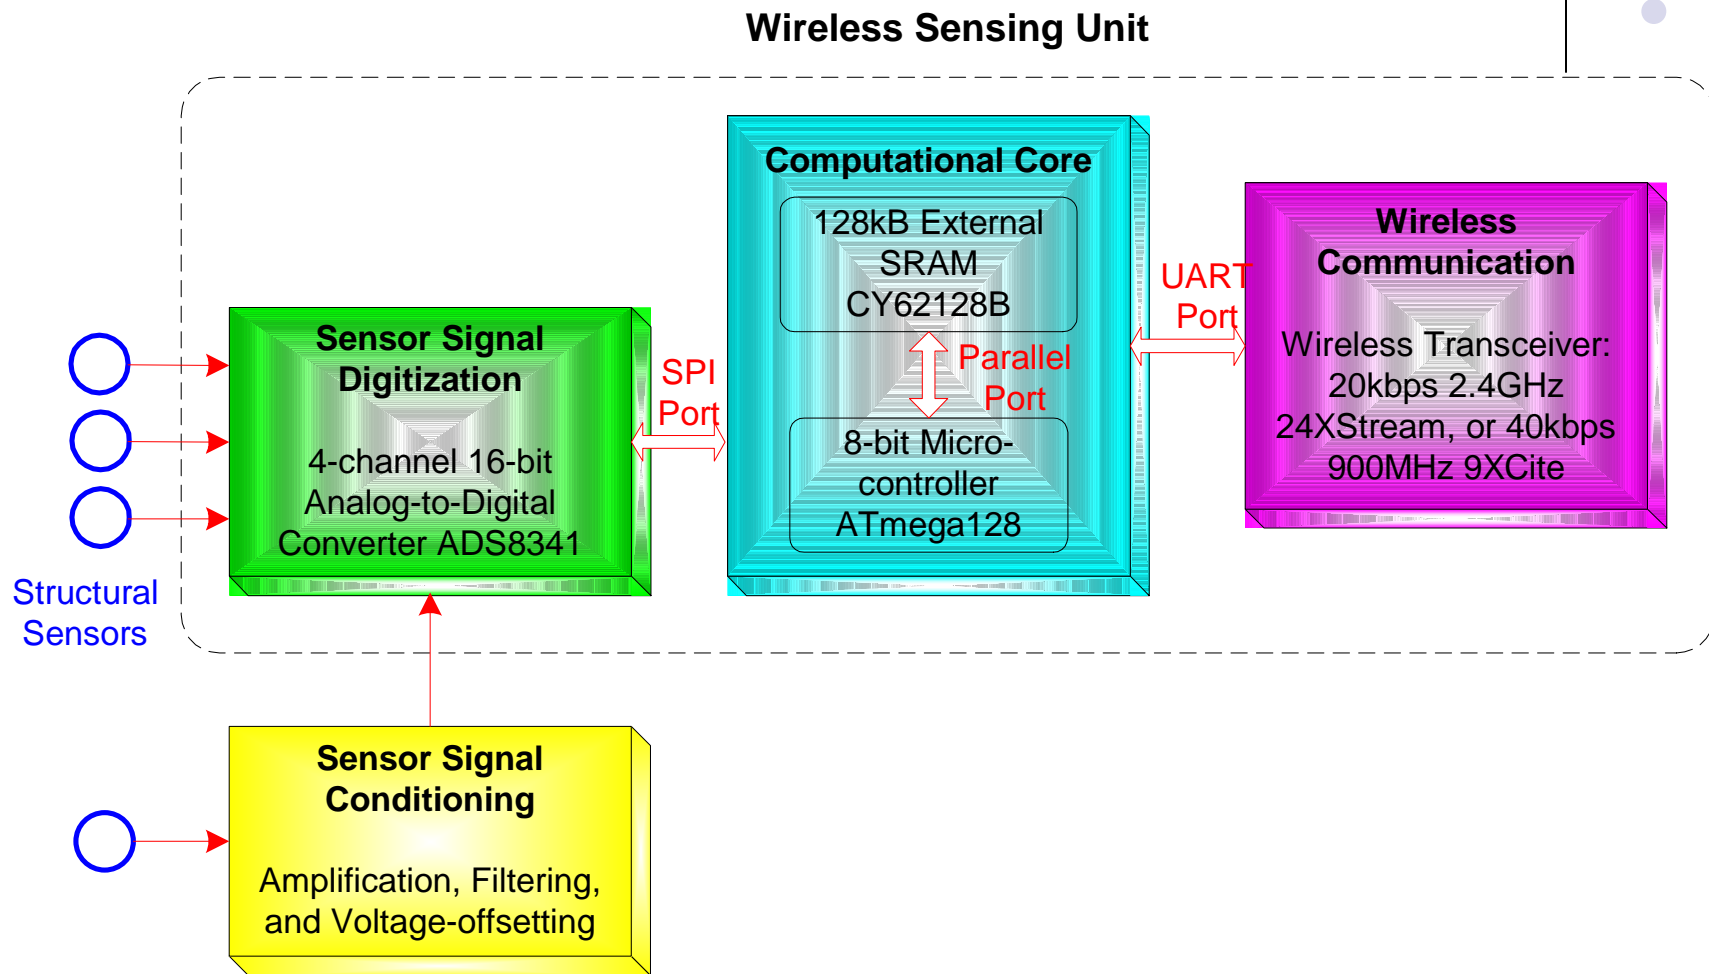 Wireless Sensing Unit
Structural
Sensors
Sensor Signal
Digitization
4-channel 16-bit
Analog-to-Digital
Converter ADS8341
SPI
Port
Computational Core
128kB External
SRAM
CY62128B
Parallel
Port
8-bit Micro-
controller
ATmega128
UART
Port
Wireless
Communication
Wireless Transceiver:
20kbps 2.4GHz
24XStream, or 40kbps
900MHz 9XCite
Sensor Signal
Conditioning
Amplification, Filtering,
and Voltage-offsetting